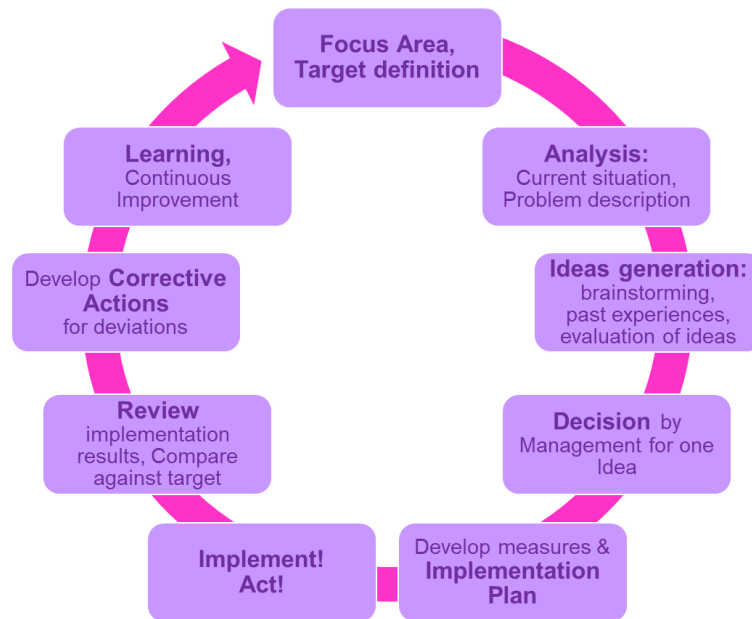 Focus Area,
Target definition
Analysis:
Current situation,
Problem description
Ideas generation:
brainstorming,
past experiences,
evaluation of ideas
Decision by
Management for one
Idea
Develop measures &
Implementation
Plan
Implement!
Act!
Review
implementation
results, Compare
against target
Develop Corrective
Actions
for deviations
Learning,
Continuous
Improvement